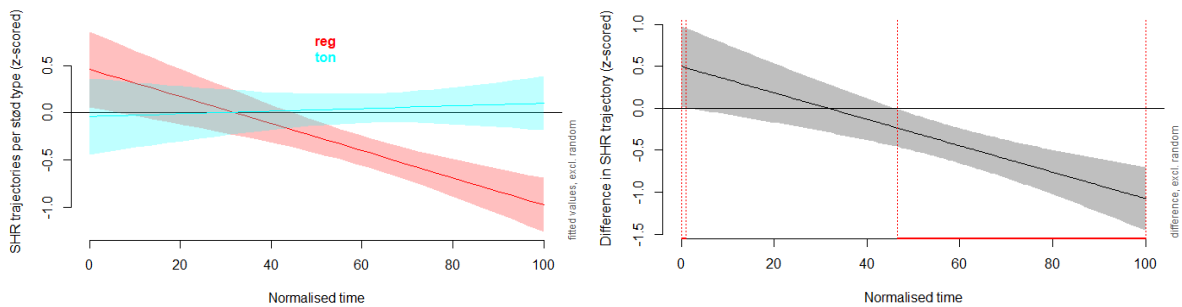 SHR trajectories per stød type (z-scored)
0.5
0.0
-0.5
-1.0
reg
ton
fitted values, excl. random
0 20 40 60 80 100
Normalised time
Difference in SHR trajectory (z-scored)
1.0
0.5
0.0
-0.5
-1.0
-1.5
difference, excl. random
0 20 40 60 80 100
Normalised time